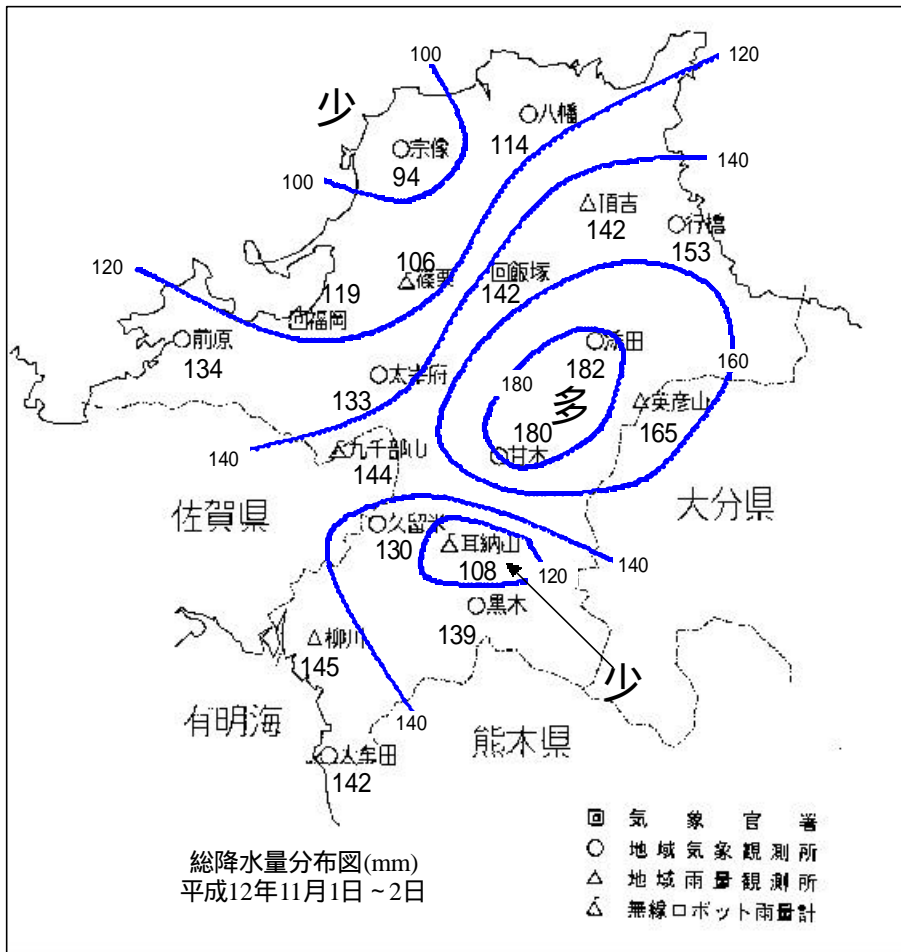 100
120
少
八幡
114
宗像
94
140
100
頂吉
142
行橋
153
106
篠栗
回飯塚
142
120
119
福岡
前原
134
添田
182
160
太宰府
133
180
多
英彦山
165
180
甘木
140
九千部山
144
佐賀県
大分県
久留米
130
耳納山
108
120
140
黒木
139
柳川
145
少
有明海
140
熊本県
大牟田
142
気象官署
地域気象観測所
地域雨量観測所
無線ロボット雨量計
総降水量分布図(mm)
平成12年11月1日~2日